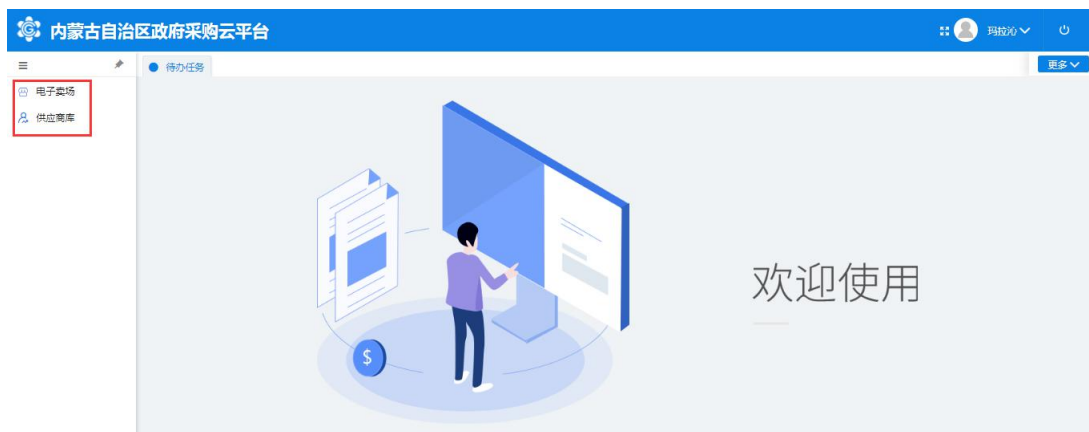 内蒙古自治区政府采购云平台
玛拉沁
待办任务
更多
电子卖场
供应商库
欢迎使用
$